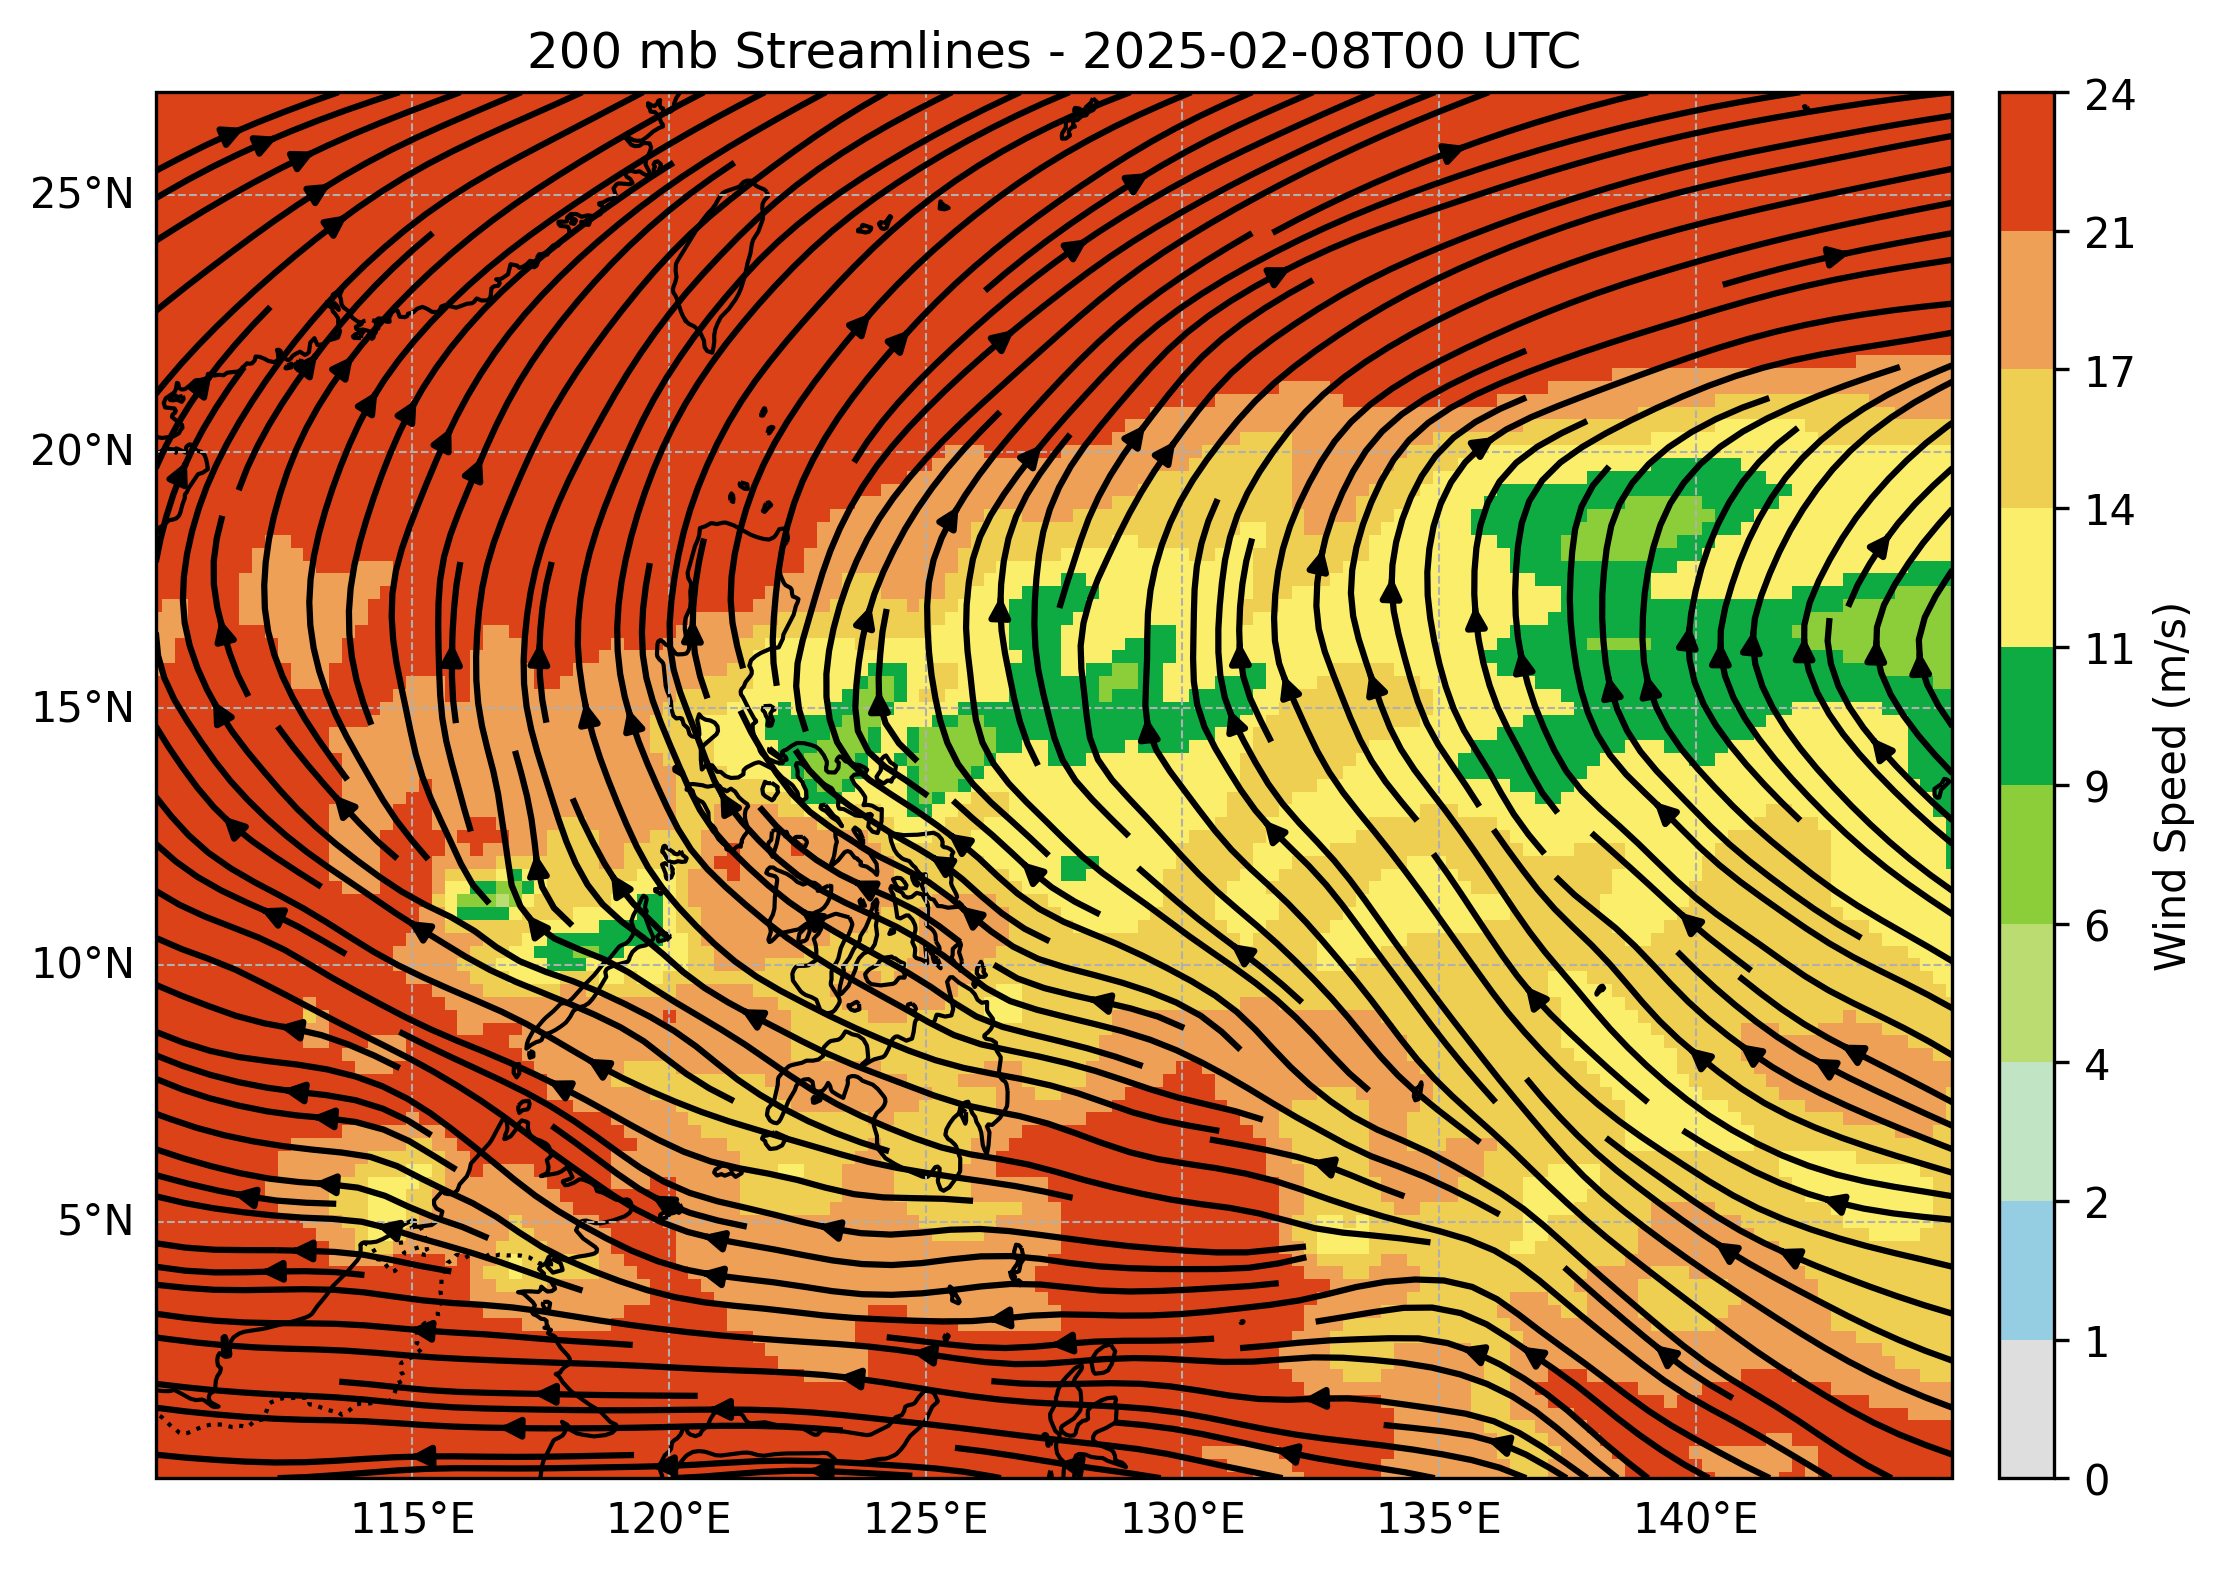 200 mb Streamlines - 2025-02-08T00 UTC
25°N
20°N
15°N
10°N
5°N
115°E
120°E
125°E
130°E
135°E
140°E
24
21
17
14
11
9
6
4
2
1
0
Wind Speed (m/s)